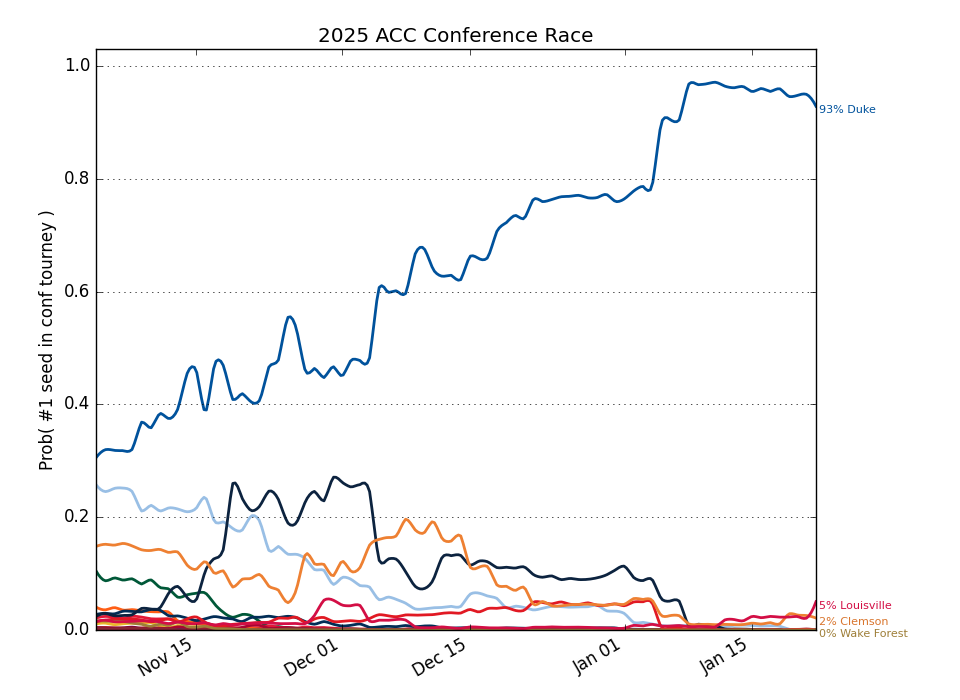 2025 ACC Conference Race
Prob( #1 seed in conf tourney )
1.0
0.8
0.6
0.4
0.2
0.0
93% Duke
5% Louisville
2% Clemson
0% Wake Forest
Nov 15
Dec 01
Dec 15
Jan 01
Jan 15